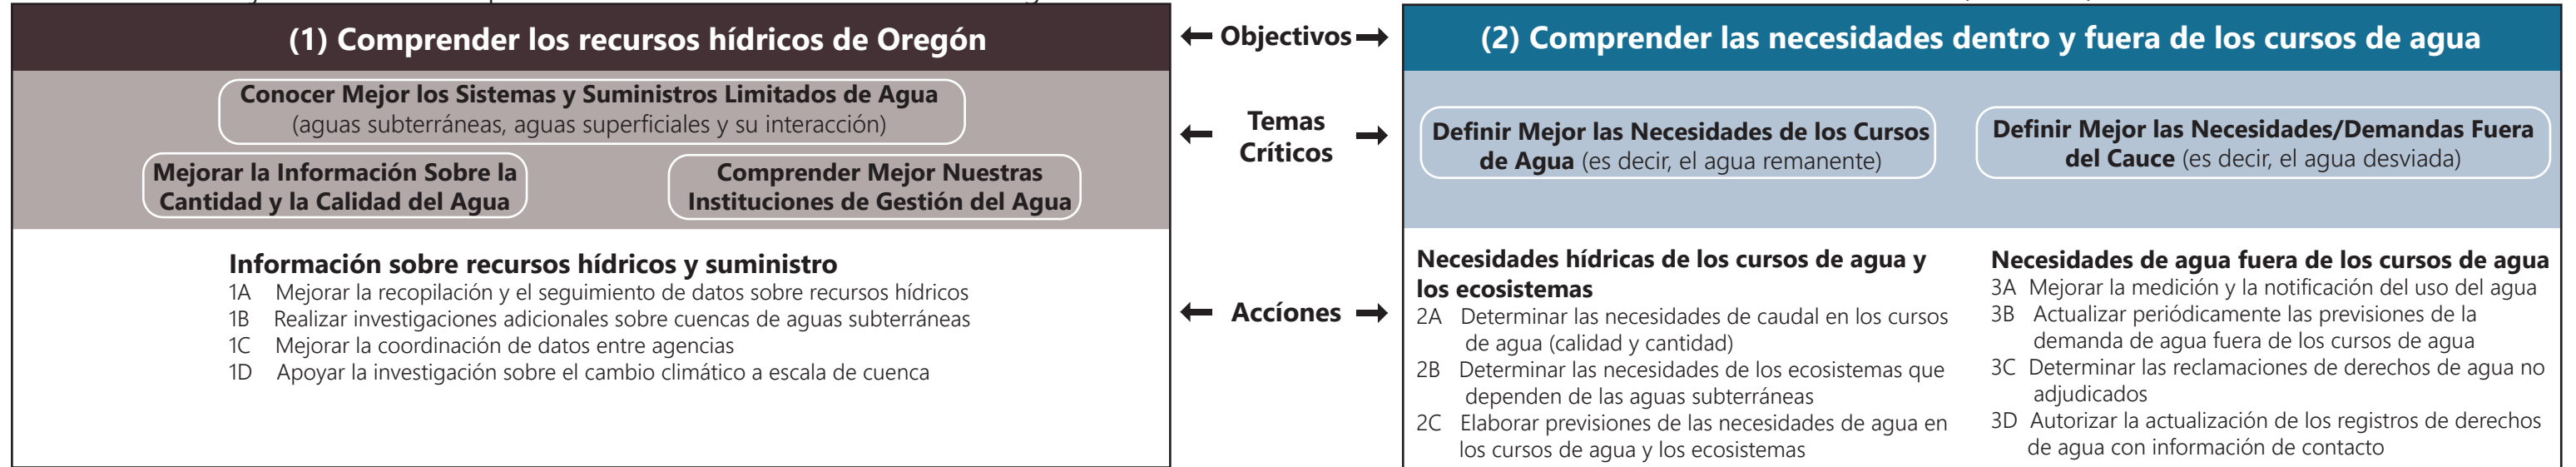 (1) Comprender los recursos hídricos de Oregón
Conocer Mejor los Sistemas y Suministros Limitados de Agua
(aguas subterráneas, aguas superficiales y su interacción)
Mejorar la Información Sobre la
Cantidad y la Calidad del Agua
Comprender Mejor Nuestras
Instituciones de Gestión del Agua
Información sobre recursos hídricos y suministro
1A Mejorar la recopilación y el seguimiento de datos sobre recursos hídricos
1B Realizar investigaciones adicionales sobre cuencas de aguas subterráneas
1C Mejorar la coordinación de datos entre agencias
1D Apoyar la investigación sobre el cambio climático a escala de cuenca
Objectivos
Temas
Críticos
Accíones
(2) Comprender las necesidades dentro y fuera de los cursos de agua
Definir Mejor las Necesidades de los Cursos
de Agua (es decir, el agua remanente)
Definir Mejor las Necesidades/Demandas Fuera
del Cauce (es decir, el agua desviada)
Necesidades hídricas de los cursos de agua y
los ecosistemas
2A Determinar las necesidades de caudal en los cursos
de agua (calidad y cantidad)
2B Determinar las necesidades de los ecosistemas que
dependen de las aguas subterráneas
2C Elaborar previsiones de las necesidades de agua en
los cursos de agua y los ecosistemas
Necesidades de agua fuera de los cursos de agua
3A Mejorar la medición y la notificación del uso del agua
3B Actualizar periódicamente las previsiones de la
demanda de agua fuera de los cursos de agua
3C Determinar las reclamaciones de derechos de agua no
adjudicados
3D Autorizar la actualización de los registros de derechos
de agua con información de contacto